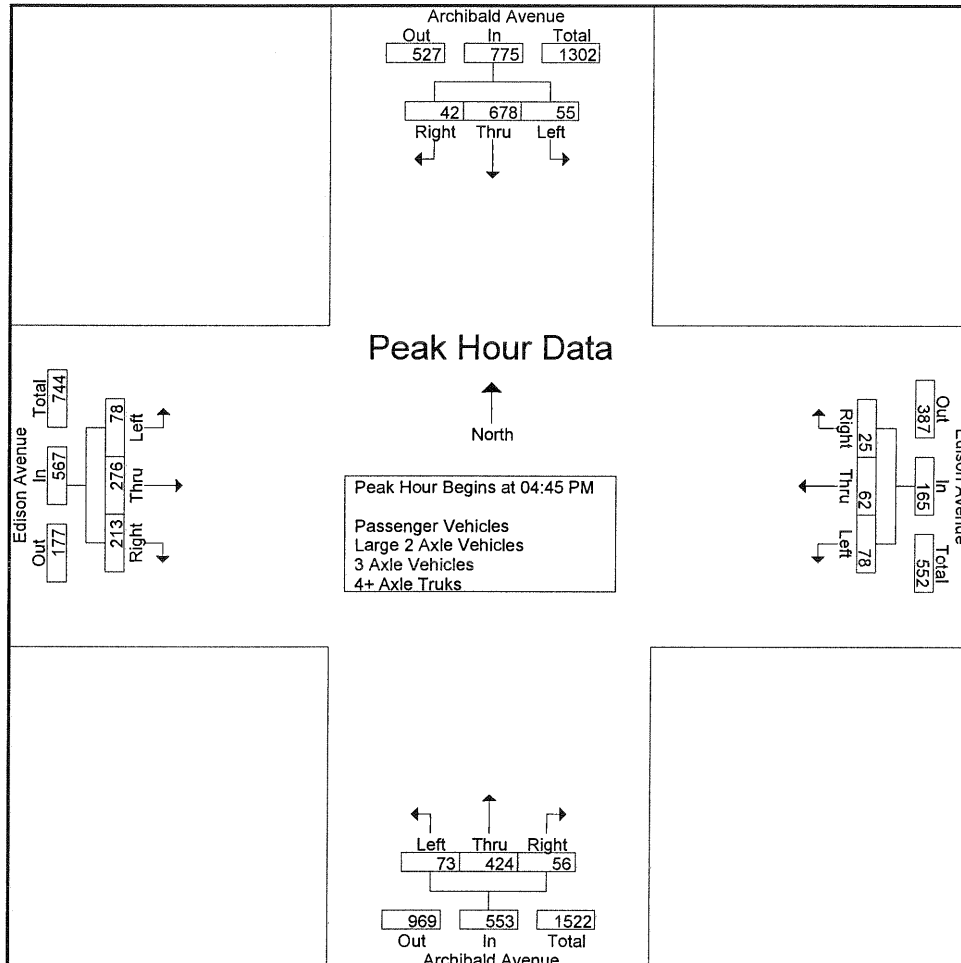 Archibald Avenue
Out In Total
527 775 1302
42 678 55
Right Thru Left
Peak Hour Data
North
Peak Hour Begins at 04:45 PM
Passenger Vehicles
Large 2 Axle Vehicles
3 Axle Vehicles
4+ Axle Truks
Edison Avenue
Out In Total
177 567 744
213 276 78
Right Thru Left
Edison Avenue
Out In Total
387 165 552
25 62 78
Right Thru Left
Left Thru Right
73 424 56
969 553 1522
Out In Total
Archibald Avenue